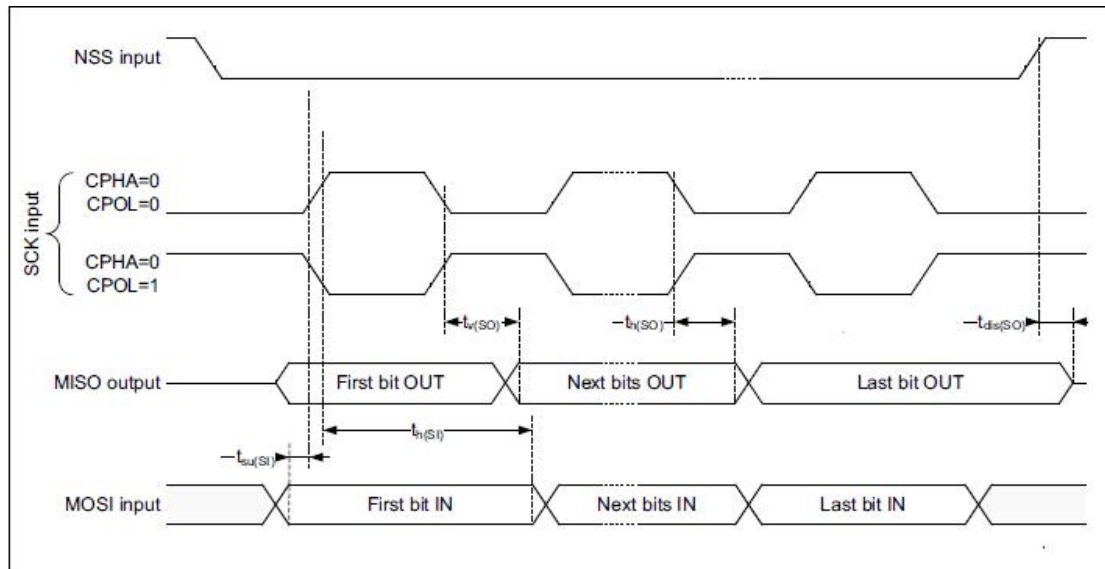 NSS input
SCK input
CPHA=0
CPOL=0
CPHA=0
CPOL=1
tv(SO)
th(SO)
tdis(SO)
MISO output
First bit OUT
Next bits OUT
Last bit OUT
th(SI)
tsu(SI)
MOSI input
First bit IN
Next bits IN
Last bit IN